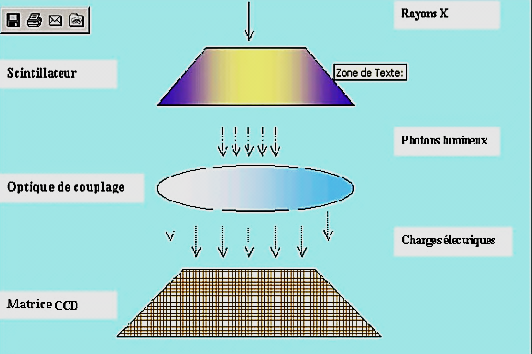 Rayons X
Scintillateur
Zone de Texte:
Photons lumineux
Optique de couplage
Charges électriques
Matrice CCD